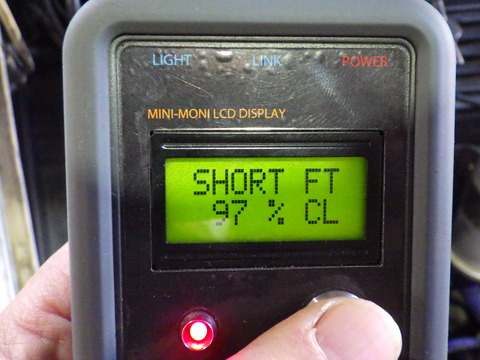 LIGHT LINK POWER
MINI-MONI LCD DISPLAY
SHORT FT
97 % CL